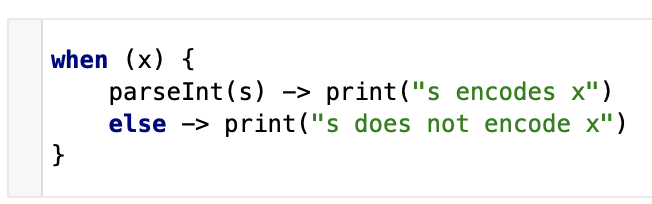 when (x) {
    parseInt(s) -> print("s encodes x")
    else -> print("s does not encode x")
}